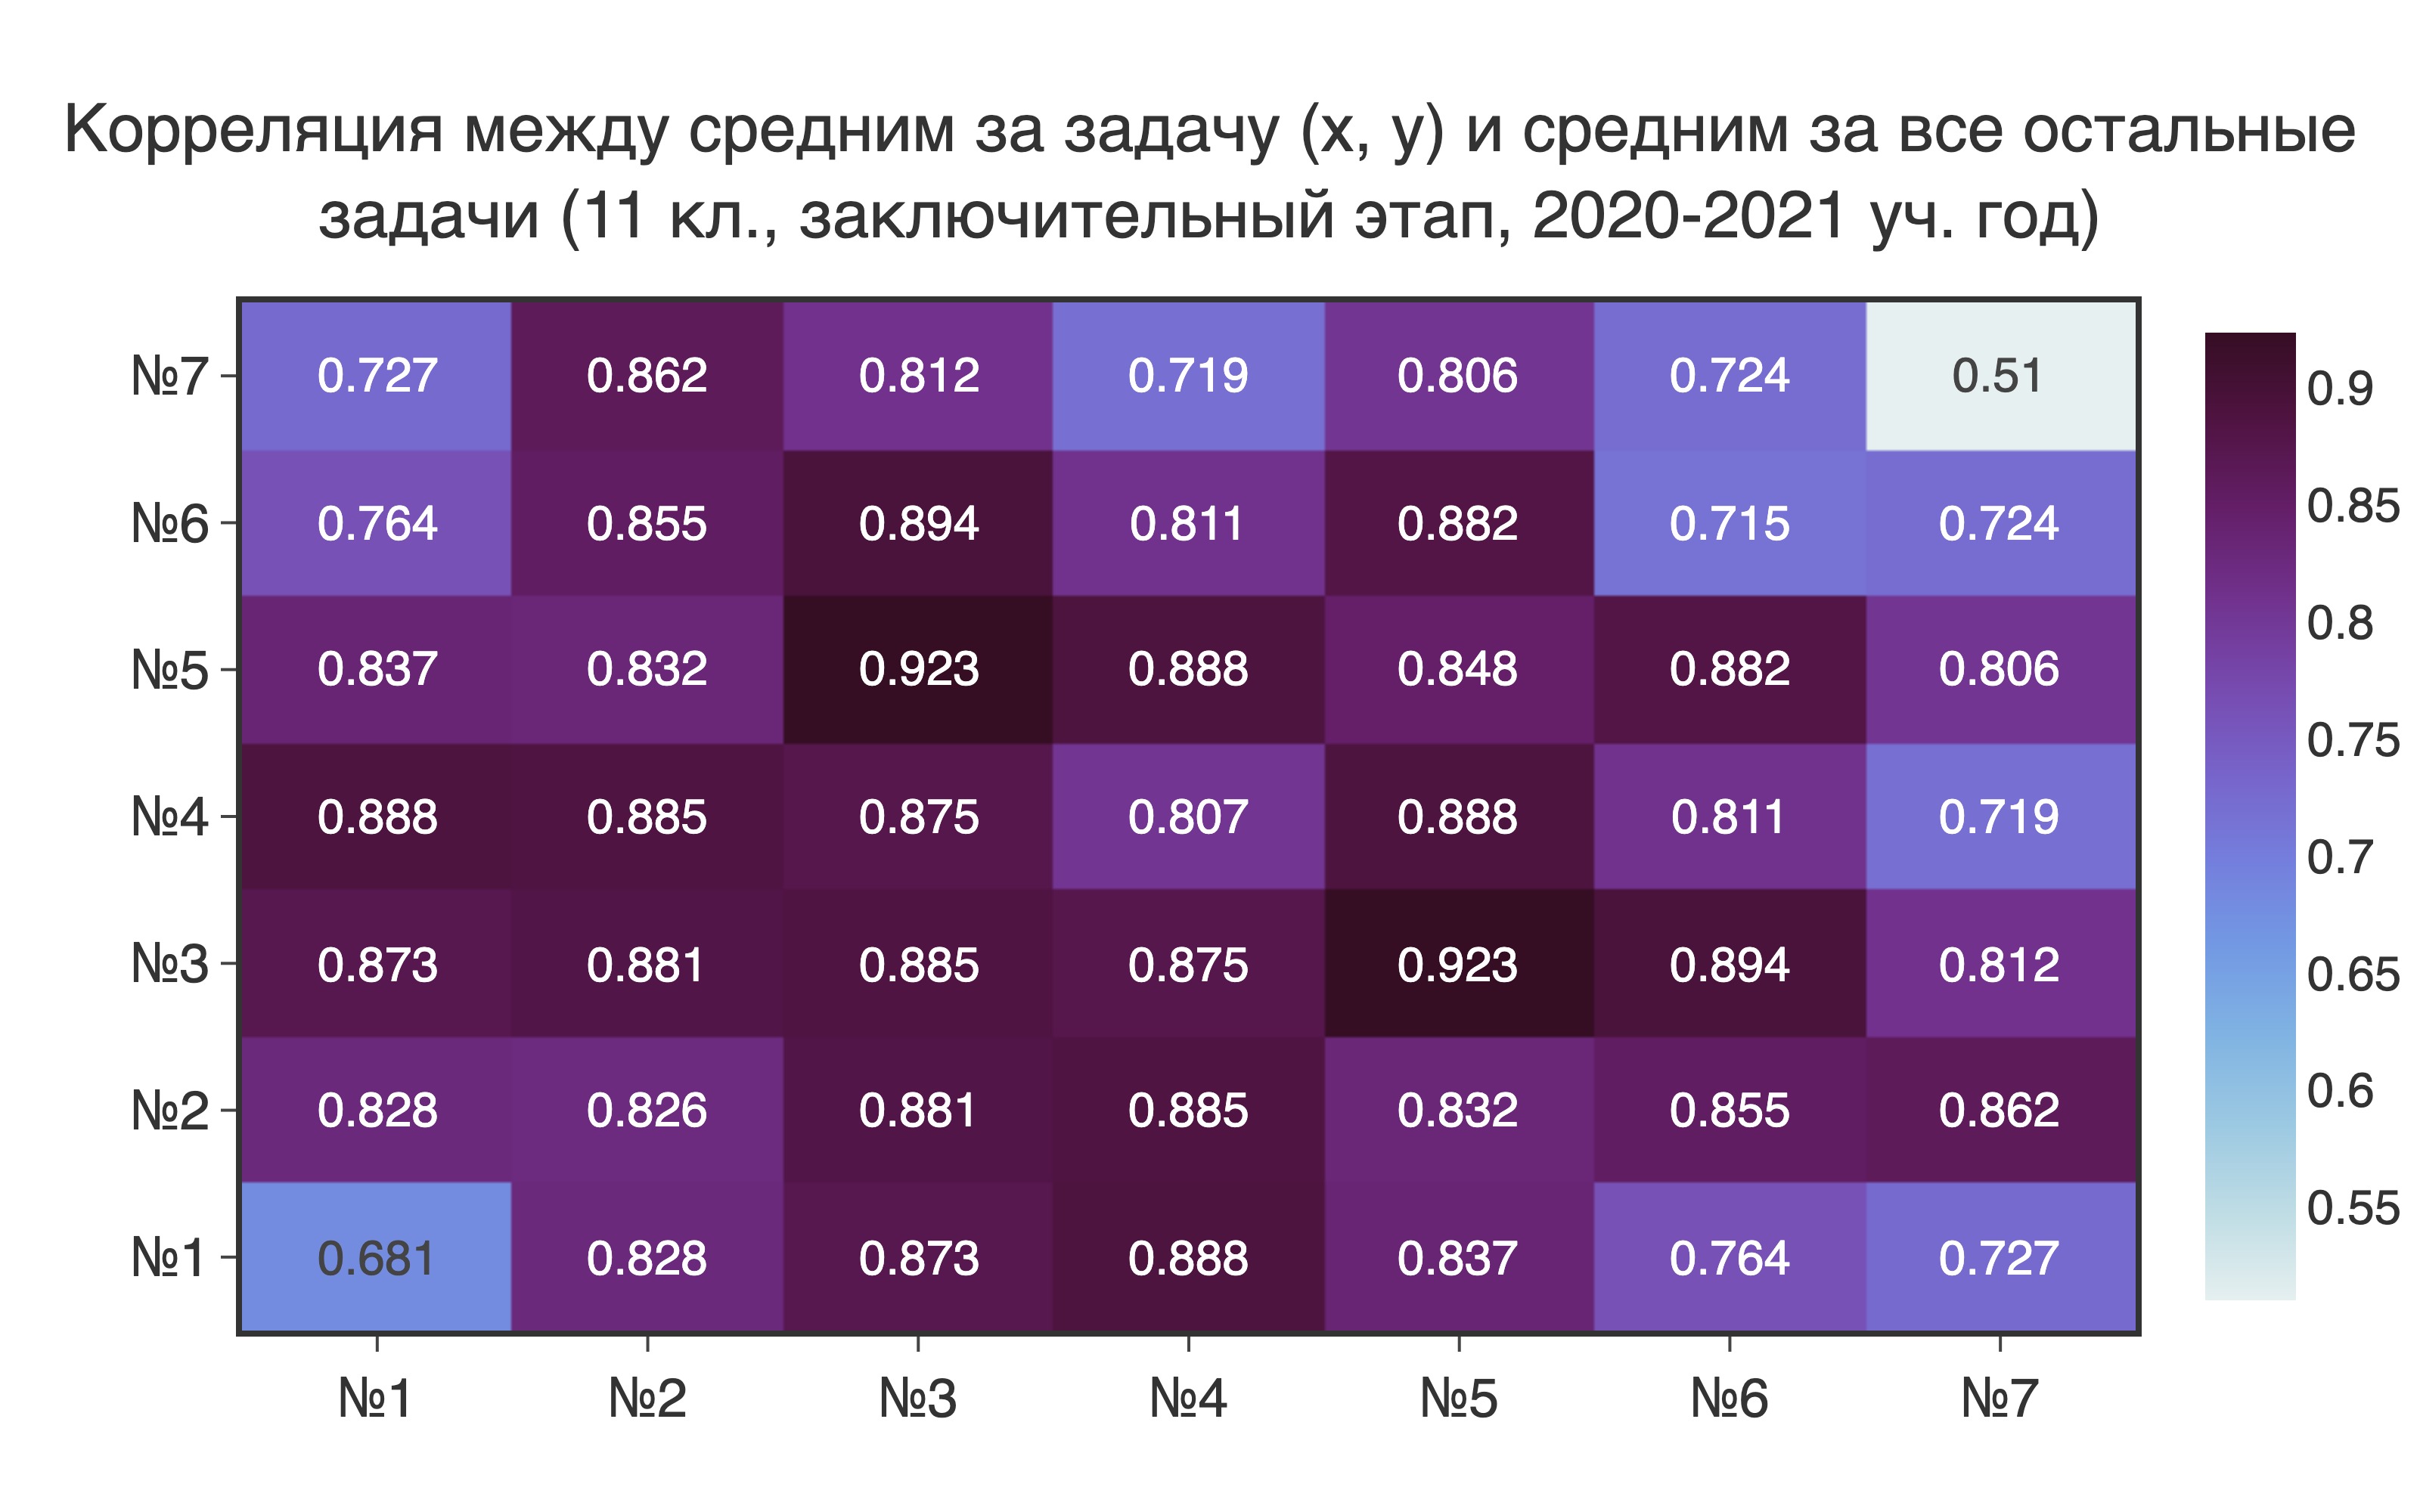 Корреляция между средним за задачу (x, y) и средним за все остальные
задачи (11 кл., заключительный этап, 2020-2021 уч. год)
№7 0.727 0.862 0.812 0.719 0.806 0.724 0.51
№6 0.764 0.855 0.894 0.811 0.882 0.715 0.724
№5 0.837 0.832 0.923 0.888 0.848 0.882 0.806
№4 0.888 0.885 0.875 0.807 0.888 0.811 0.719
№3 0.873 0.881 0.885 0.875 0.923 0.894 0.812
№2 0.828 0.826 0.881 0.885 0.832 0.855 0.862
№1 0.681 0.828 0.873 0.888 0.837 0.764 0.727
№1 №2 №3 №4 №5 №6 №7
0.9
0.85
0.8
0.75
0.7
0.65
0.6
0.55